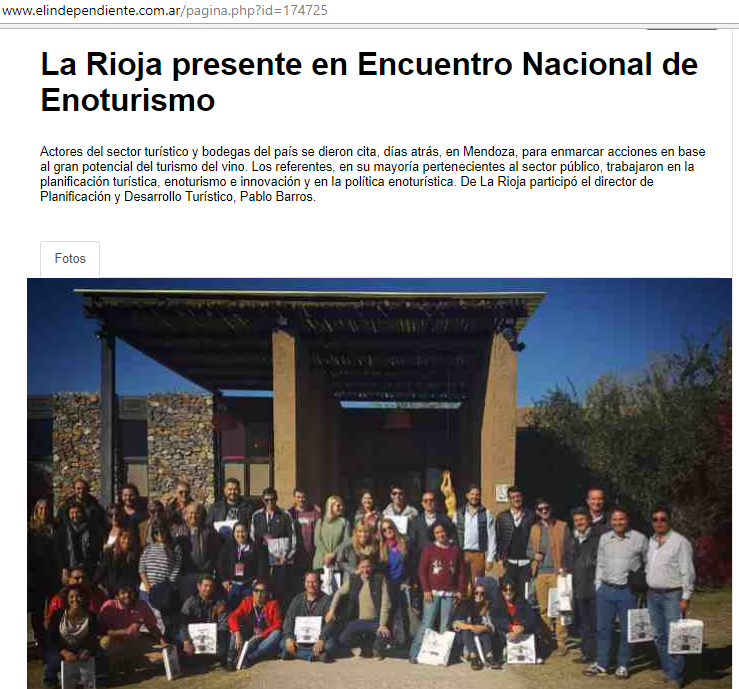 www.elindependiente.com.ar/pagina.php?id=174725
La Rioja presente en Encuentro Nacional de
Enoturismo
Actores del sector turístico y bodegas del país se dieron cita, días atrás, en Mendoza, para enmarcar acciones en base
al gran potencial del turismo del vino. Los referentes, en su mayoría pertenecientes al sector público, trabajaron en la
planificación turística, enoturismo e innovación y en la política enoturística. De La Rioja participó el director de
Planificación y Desarrollo Turístico, Pablo Barros.
Fotos